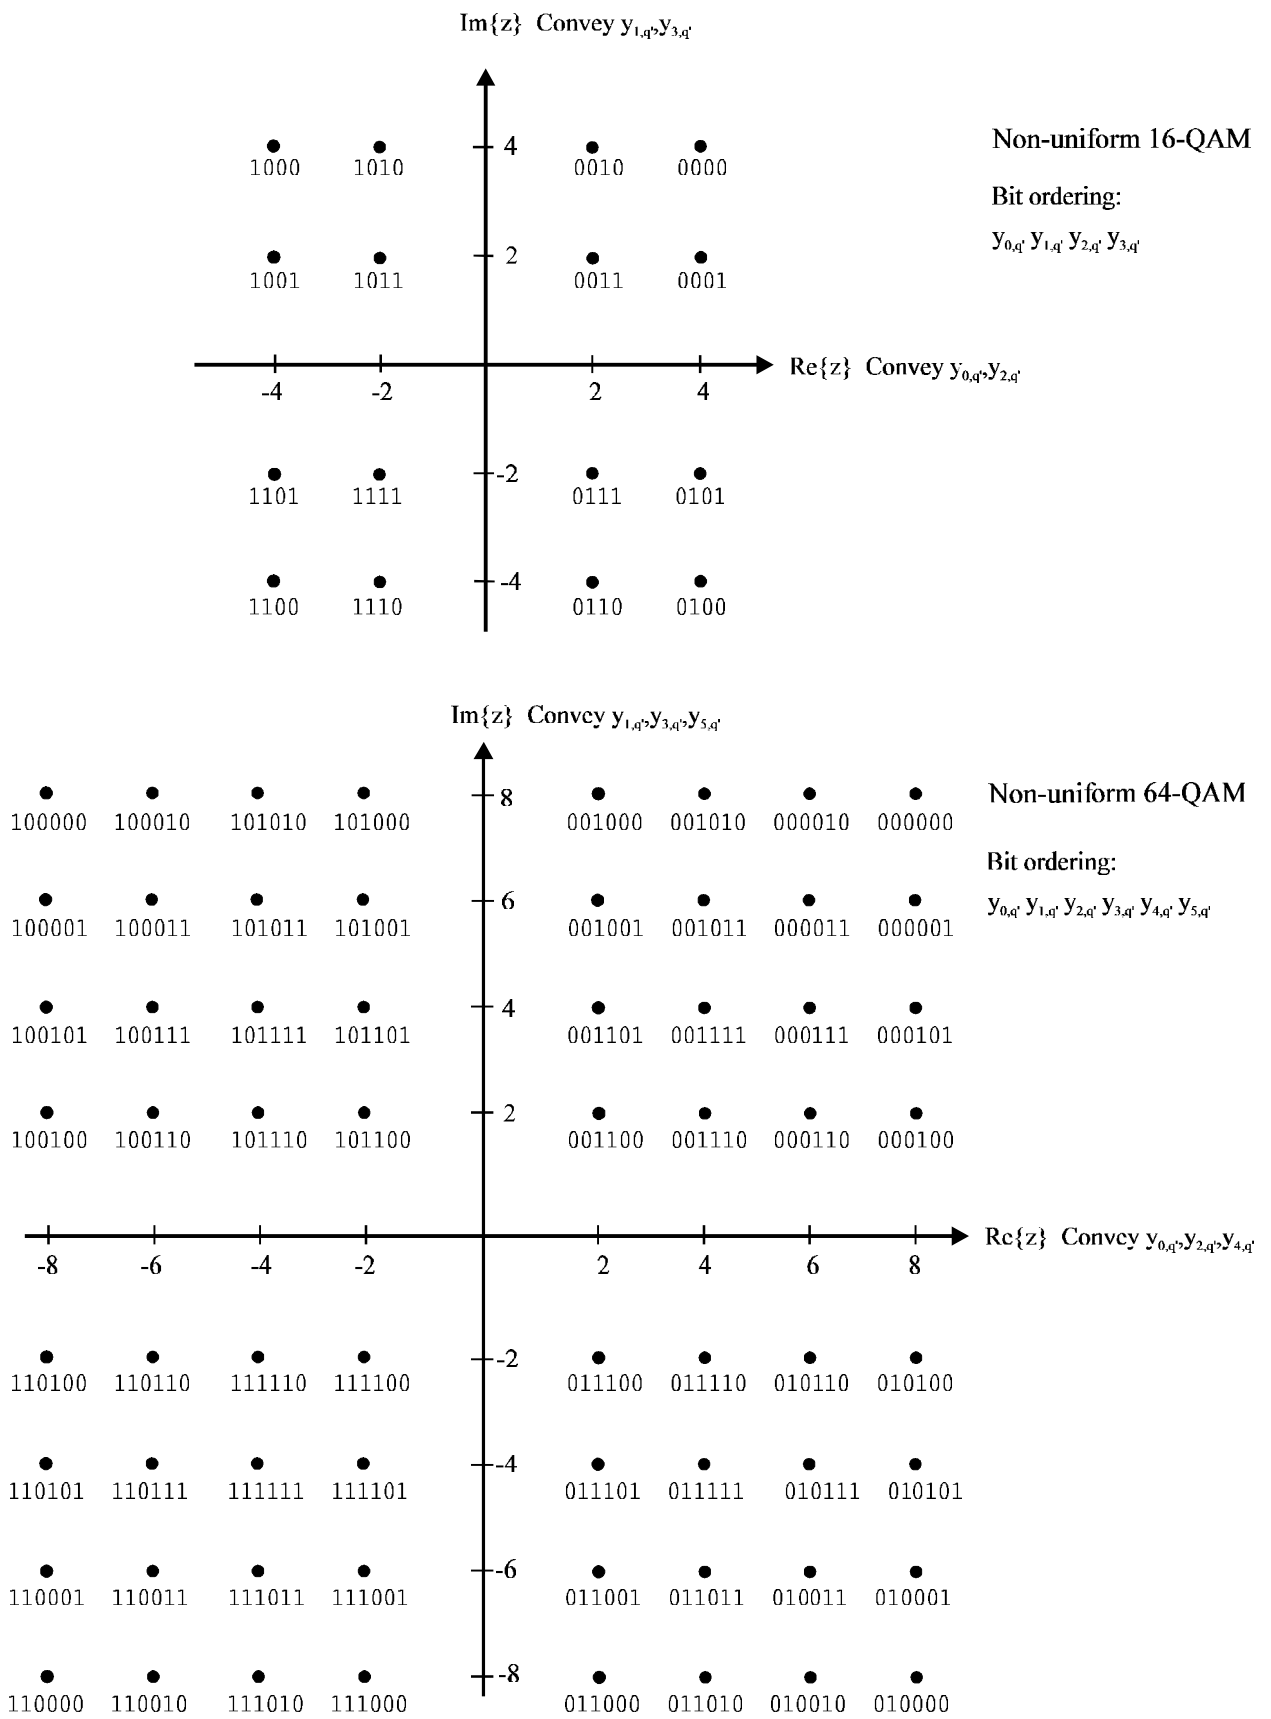 Im{z} Convey y1,q',y3,q'
4
Non-uniform 16-QAM
1000 1010 0010 0000
Bit ordering:
y0,q' y1,q' y2,q' y3,q'
2
1001 1011 0011 0001
Re{z} Convey y0,q',y2,q'
-4 -2 2 4
-2
1101 1111 0111 0101
-4
1100 1110 0110 0100
Im{z} Convey y1,q',y3,q',y5,q'
8
Non-uniform 64-QAM
100000 100010 101010 101000 001000 001010 000010 000000
Bit ordering:
6
y0,q' y1,q' y2,q' y3,q' y4,q' y5,q'
100001 100011 101011 101001 001001 001011 000011 000001
4
100101 100111 101111 101101 001101 001111 000111 000101
2
100100 100110 101110 101100 001100 001110 000110 000100
Re{z} Convey y0,q',y2,q',y4,q'
-8 -6 -4 -2 2 4 6 8
-2
110100 110110 111110 111100 011100 011110 010110 010100
-4
110101 110111 111111 111101 011101 011111 010111 010101
-6
110001 110011 111011 111001 011001 011011 010011 010001
-8
110000 110010 111010 111000 011000 011010 010010 010000